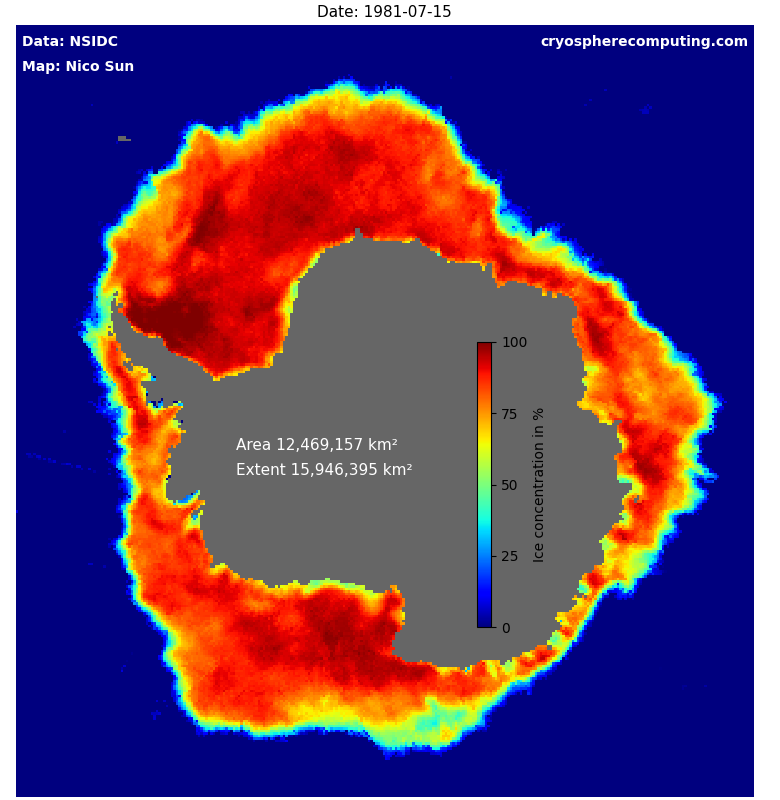 Date: 1981-07-15
Data: NSIDC
cryospherecomputing.com
Map: Nico Sun
100
75
50
25
0
Ice concentration in %
Area 12,469,157 km²
Extent 15,946,395 km²